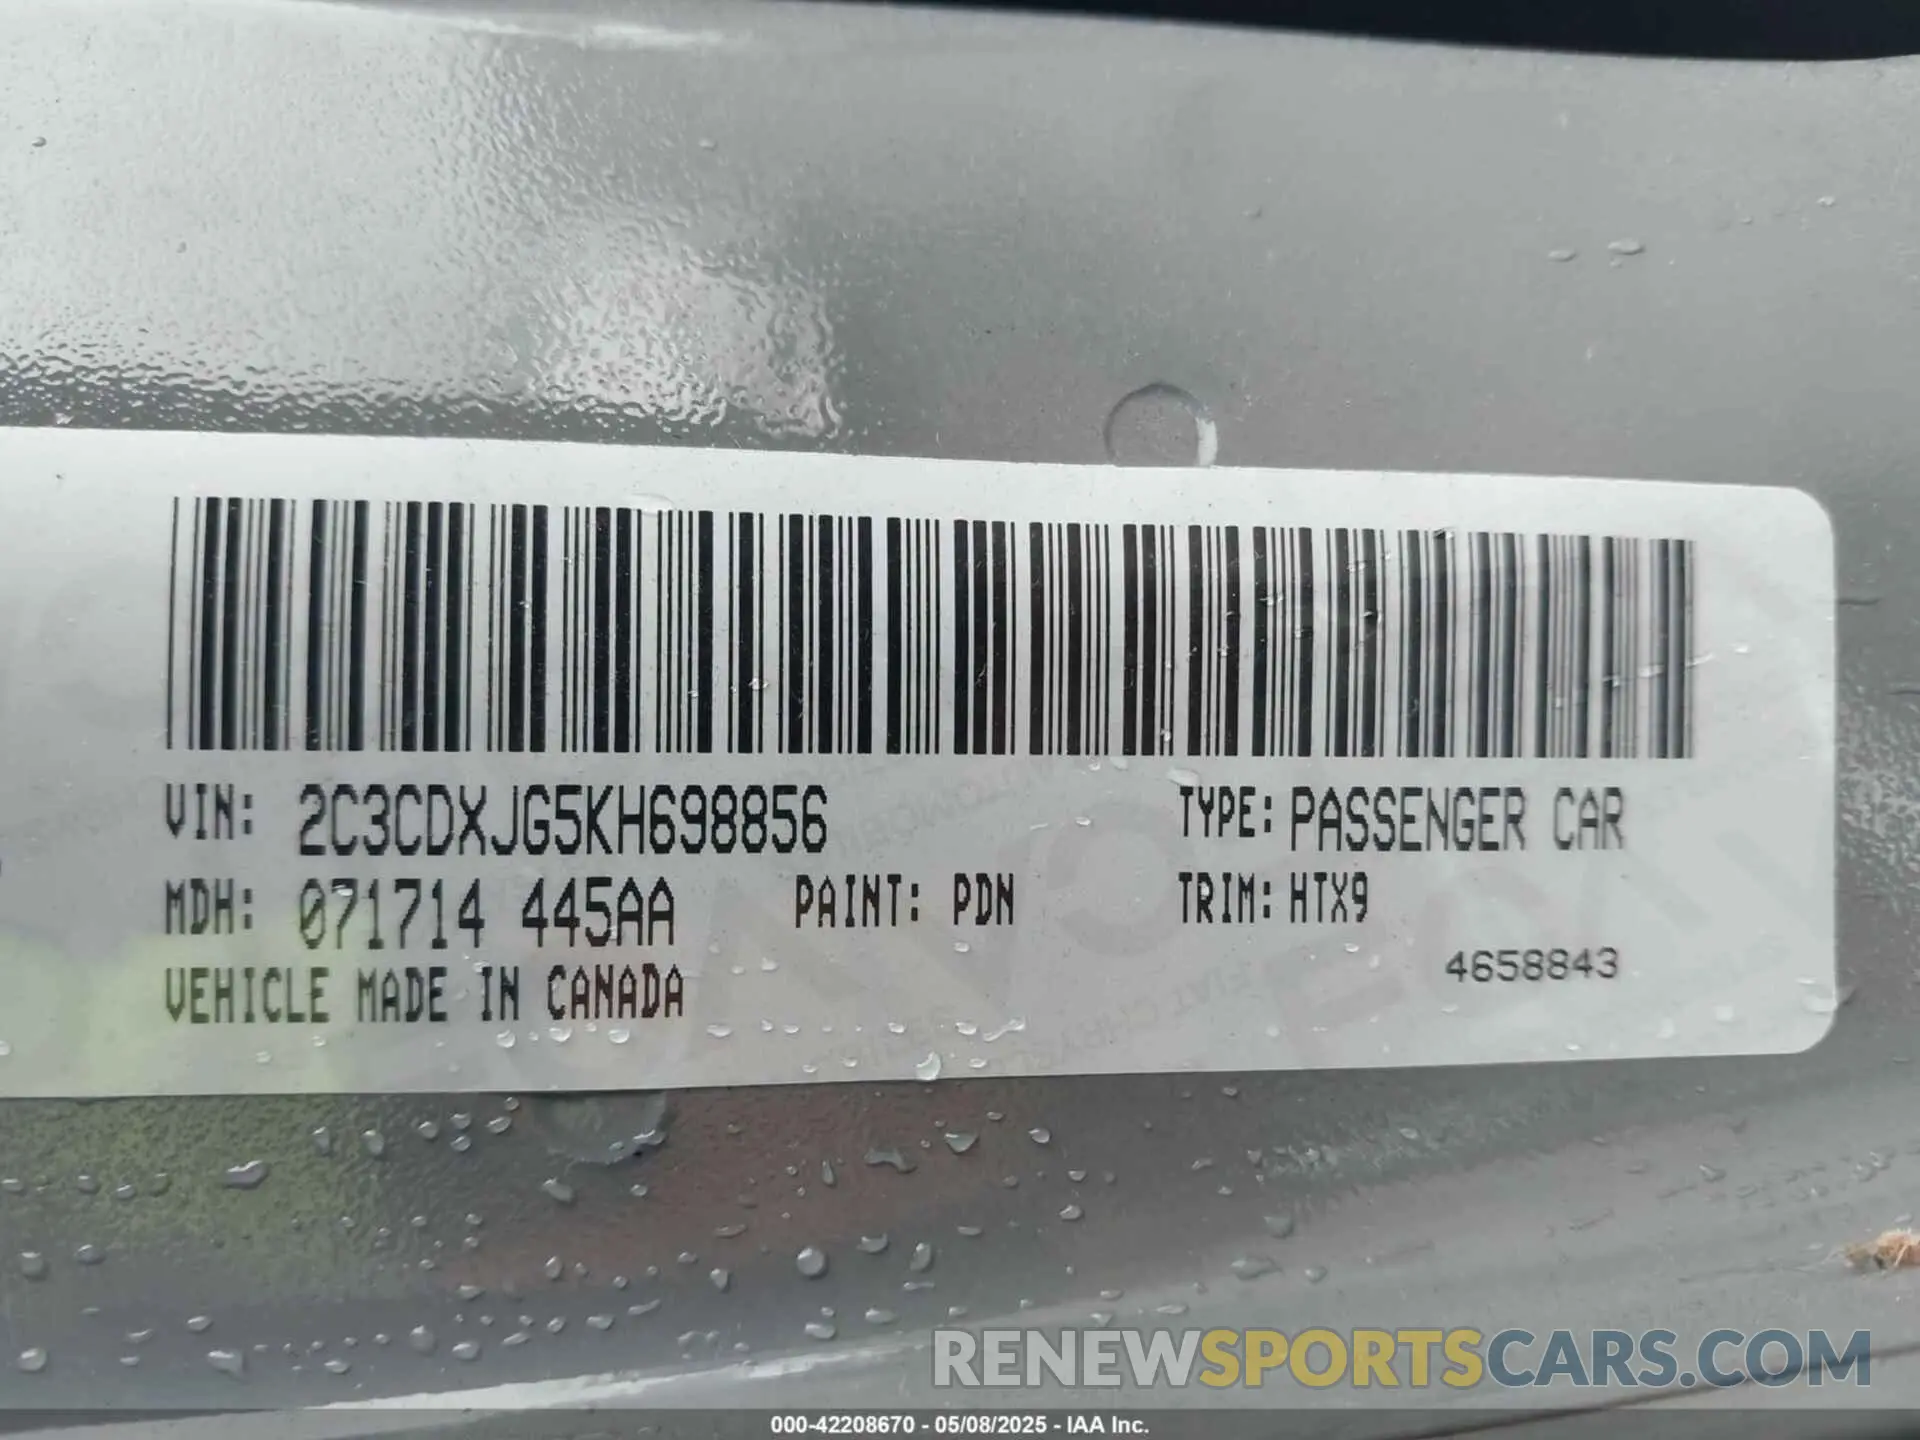 VIN: 2C3CDXJG5KH698856 TYPE: PASSENGER CAR
MDH: 071714 445AA PAINT: PDN TRIM: HTX9
4658843
VEHICLE MADE IN CANADA
RENEWSPORTSCARS.COM
000-42208670 - 05/08/2025 - IAA Inc.